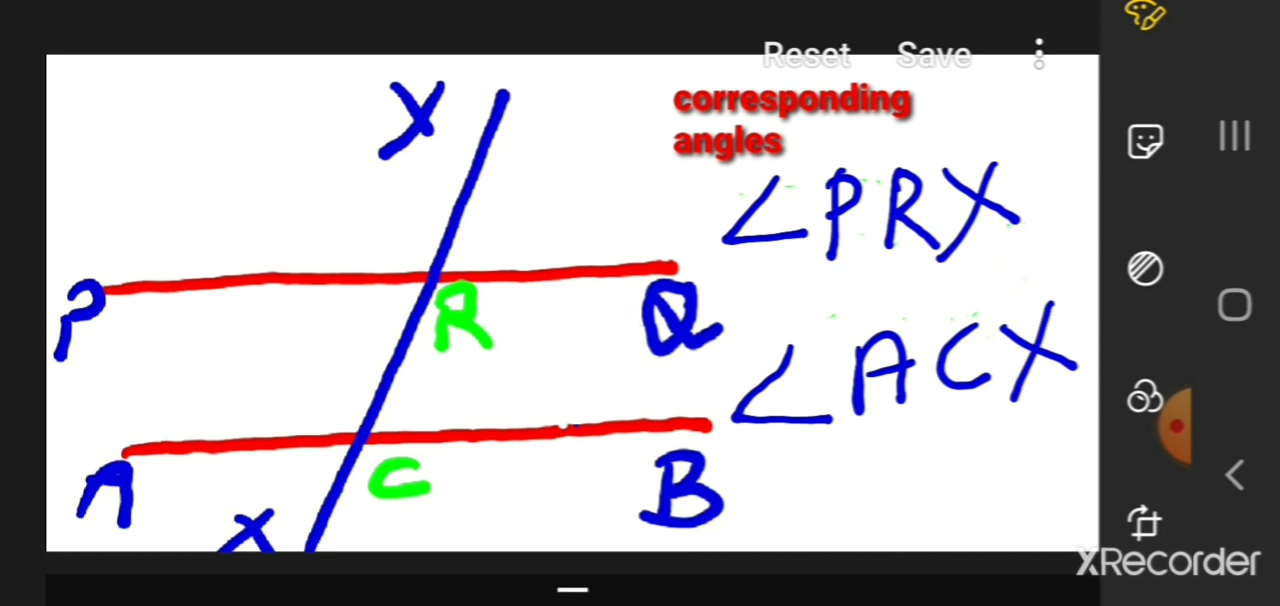 Reset Save
corresponding
angles
X
∠PRX
P
R
Q
∠ACX
A
C
B
X
XRecorder